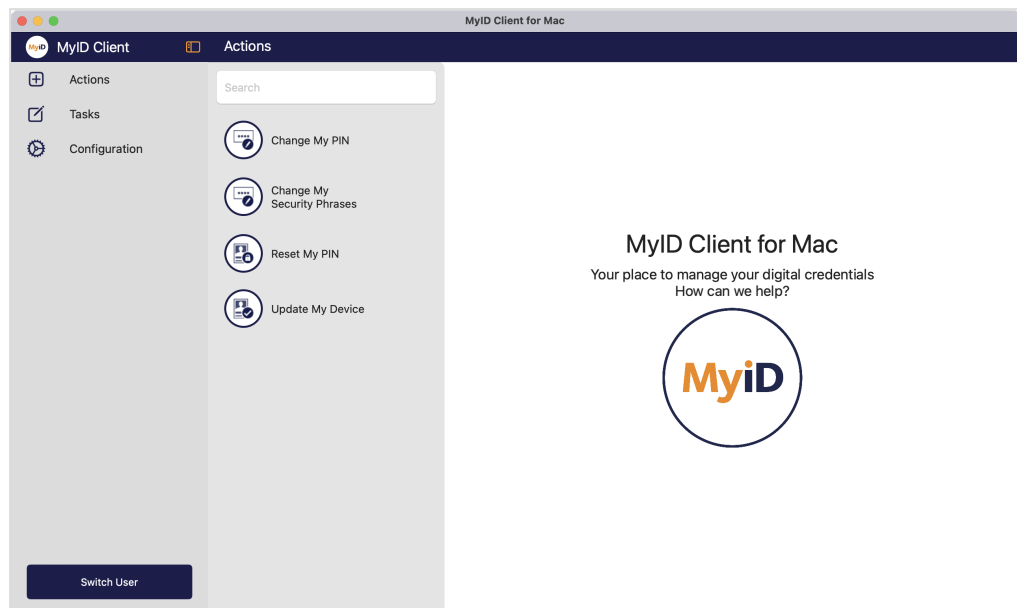 MyID Client for Mac
MyiD
MyID Client
Actions
Actions
Tasks
Configuration
Switch User
Search
Change My PIN
Change My
Security Phrases
Reset My PIN
Update My Device
MyID Client for Mac
Your place to manage your digital credentials
How can we help?
MyiD